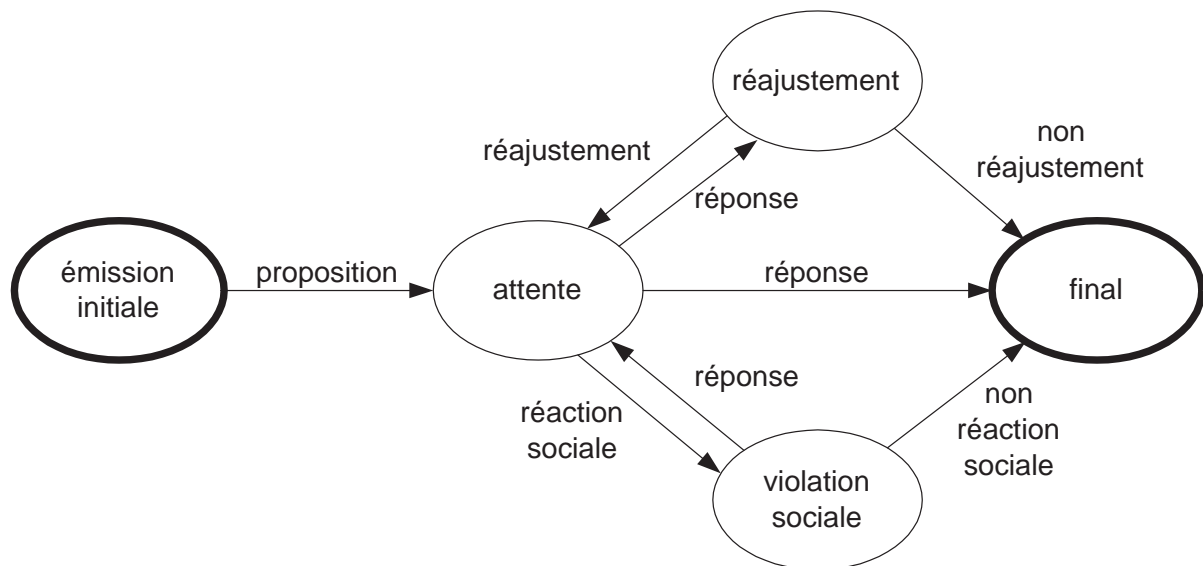 réajustement
réajustement
non
réajustement
réponse
émission
initiale
proposition
attente
réponse
final
réponse
réaction
sociale
non
réaction
sociale
violation
sociale